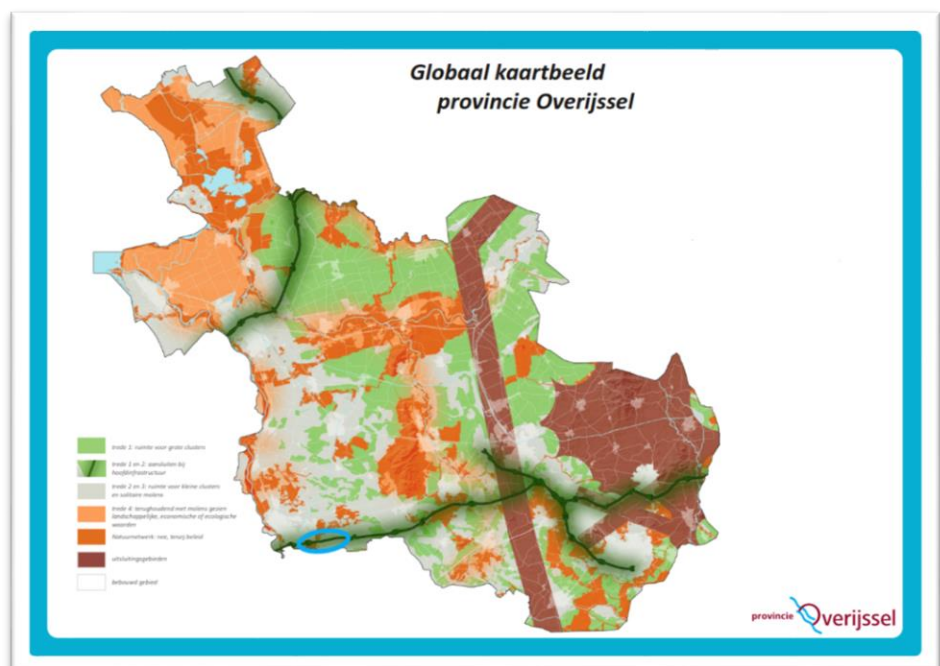 Globaal kaartbeeld
provincie Overijssel
trede 1: ruimte voor grote clusters
trede 1 en 2: aansluiten bij
hoofdinfrastructuur
trede 2 en 3: ruimte voor kleine clusters
en solitaire molens
trede 4: terughoudend met molens gezien
landschappelijke, economische of ecologische
waarden
Natuurnetwerk: nee, tenzij beleid
uitsluitingsgebieden
bebouwd gebied
provincie Overijssel